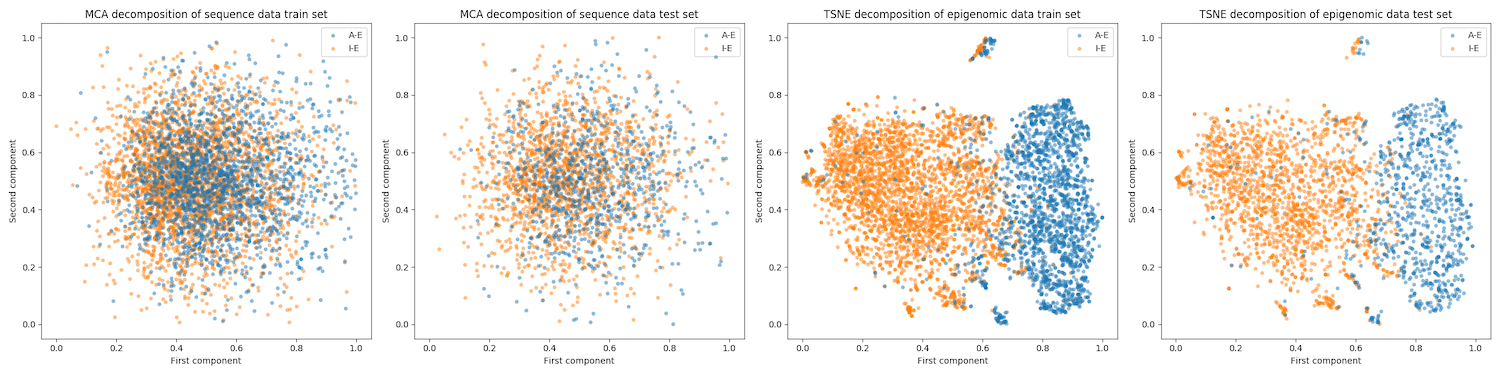 MCA decomposition of sequence data train set
A-E
I-E
1.0
0.8
0.6
0.4
0.2
0.0
Second component
0.0 0.2 0.4 0.6 0.8 1.0
First component
MCA decomposition of sequence data test set
A-E
I-E
1.0
0.8
0.6
0.4
0.2
0.0
Second component
0.0 0.2 0.4 0.6 0.8 1.0
First component
TSNE decomposition of epigenomic data train set
A-E
I-E
1.0
0.8
0.6
0.4
0.2
0.0
Second component
0.0 0.2 0.4 0.6 0.8 1.0
First component
TSNE decomposition of epigenomic data test set
A-E
I-E
1.0
0.8
0.6
0.4
0.2
0.0
Second component
0.0 0.2 0.4 0.6 0.8 1.0
First component